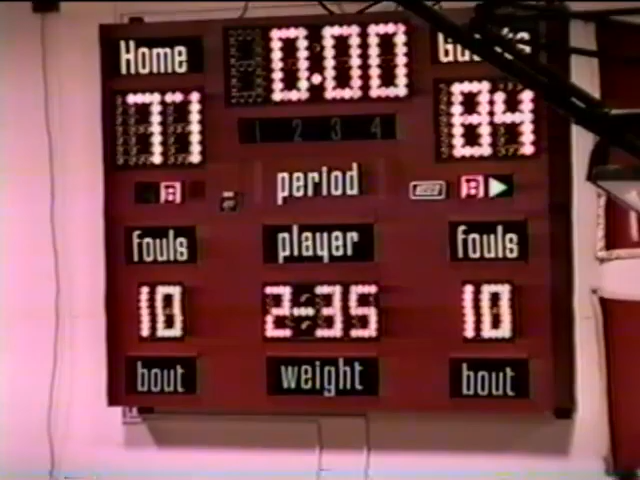 Home 0:00 Guests
84
1 2 3 4
period
B B
fouls player fouls
10 2-35 10
bout weight bout